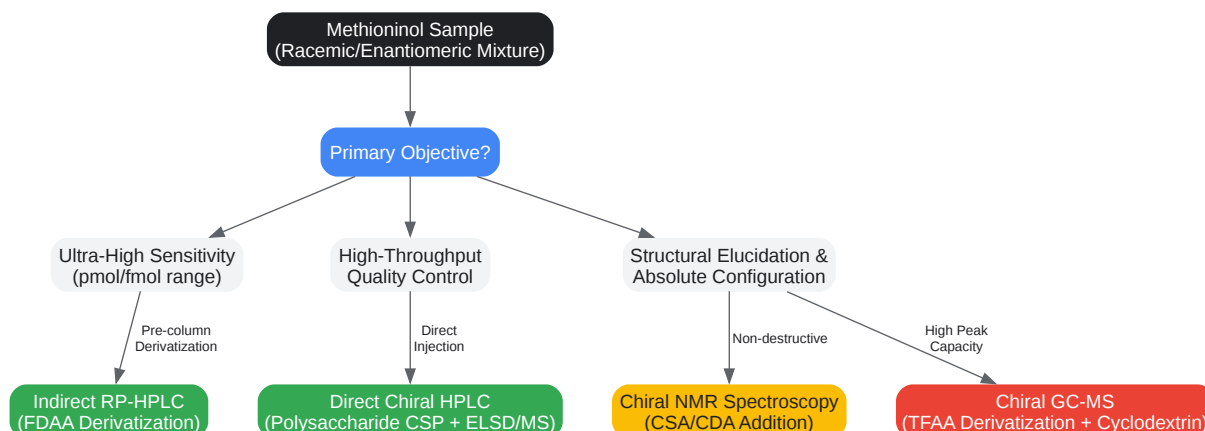 Methioninol Sample
(Racemic/Enantiomeric Mixture)
Primary Objective?
Ultra-High Sensitivity
(pmol/fmol range)
High-Throughput
Quality Control
Structural Elucidation &
Absolute Configuration
Pre-column
Derivatization
Direct
Injection
Non-destructive
High Peak
Capacity
Indirect RP-HPLC
(FDAA Derivatization)
Direct Chiral HPLC
(Polysaccharide CSP + ELSD/MS)
Chiral NMR Spectroscopy
(CSA/CDA Addition)
Chiral GC-MS
(TFAA Derivatization + Cyclodextrin)